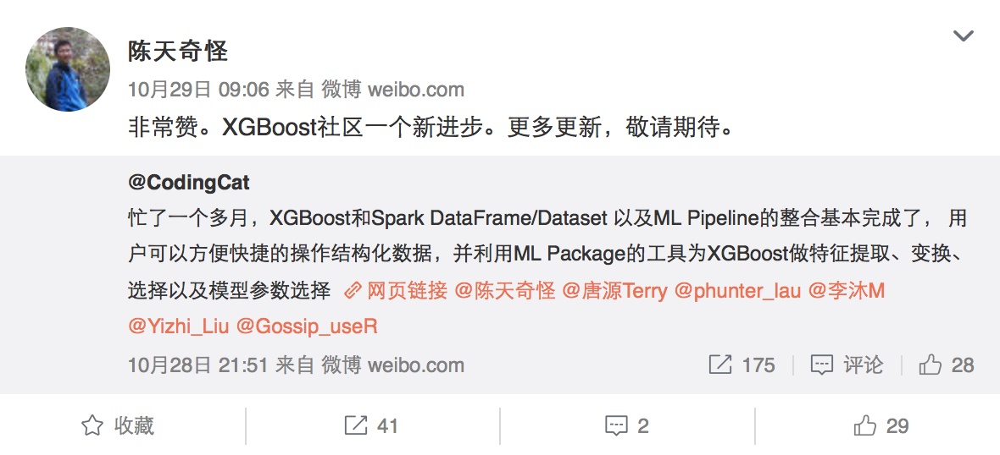 陈天奇怪
10月29日 09:06 来自 微博 weibo.com
非常赞。XGBoost社区一个新进步。更多更新，敬请期待。
@CodingCat
忙了一个多月，XGBoost和Spark DataFrame/Dataset 以及ML Pipeline的整合基本完成了， 用
户可以方便快捷的操作结构化数据，并利用ML Package的工具为XGBoost做特征提取、变换、
选择以及模型参数选择 网页链接 @陈天奇怪 @唐源Terry @phunter_lau @李沐M
@Yizhi_Liu @Gossip_useR
10月28日 21:51 来自 微博 weibo.com 175 评论 28
收藏 41 2 29